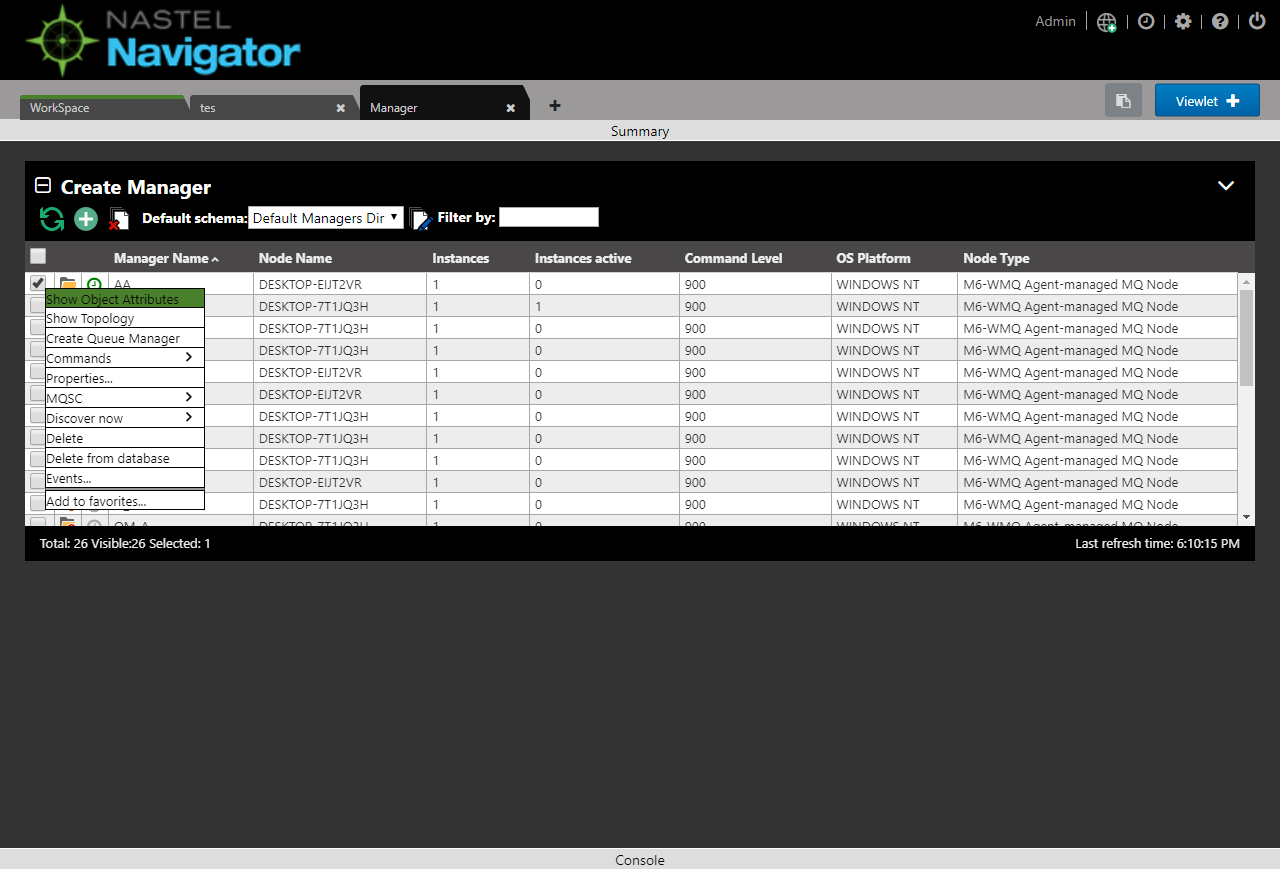 NASTEL
Navigator
Admin
WorkSpace
tes
Manager
Viewlet
Summary
Create Manager
Default schema: Default Managers Dir Filter by:
Manager Name Node Name Instances Instances active Command Level OS Platform Node Type
AA DESKTOP-EIJT2VR 1 0 900 WINDOWS NT M6-WMQ Agent-managed MQ Node
DESKTOP-7T1JQ3H 1 1 900 WINDOWS NT M6-WMQ Agent-managed MQ Node
DESKTOP-7T1JQ3H 1 0 900 WINDOWS NT M6-WMQ Agent-managed MQ Node
DESKTOP-7T1JQ3H 1 0 900 WINDOWS NT M6-WMQ Agent-managed MQ Node
DESKTOP-EIJT2VR 1 0 900 WINDOWS NT M6-WMQ Agent-managed MQ Node
DESKTOP-EIJT2VR 1 0 900 WINDOWS NT M6-WMQ Agent-managed MQ Node
DESKTOP-7T1JQ3H 1 0 900 WINDOWS NT M6-WMQ Agent-managed MQ Node
DESKTOP-7T1JQ3H 1 0 900 WINDOWS NT M6-WMQ Agent-managed MQ Node
DESKTOP-7T1JQ3H 1 0 900 WINDOWS NT M6-WMQ Agent-managed MQ Node
DESKTOP-EIJT2VR 1 0 900 WINDOWS NT M6-WMQ Agent-managed MQ Node
DESKTOP-7T1JQ3H 1 0 900 WINDOWS NT M6-WMQ Agent-managed MQ Node
DESKTOP-7T1JQ3H 1 0 900 WINDOWS NT M6-WMQ Agent-managed MQ Node
Show Object Attributes
Show Topology
Create Queue Manager
Commands
Properties...
MQSC
Discover now
Delete
Delete from database
Events...
Add to favorites...
Total: 26 Visible:26 Selected: 1
Last refresh time: 6:10:15 PM
Console